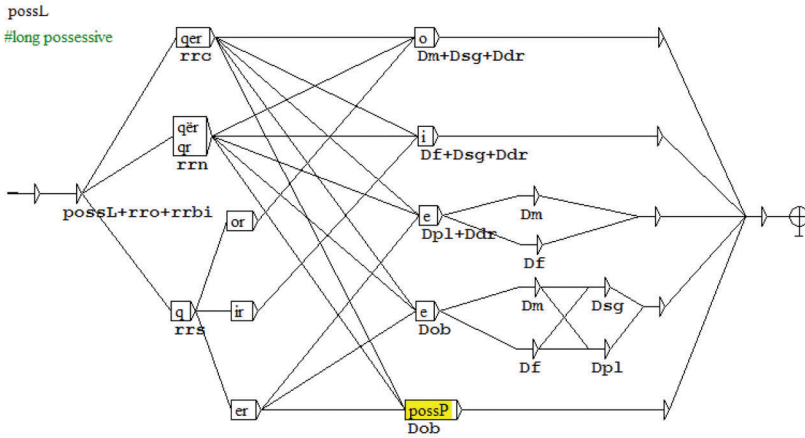 possL
#long possessive
qer
rrc
o
Dm+Dsg+Ddr
qër
qr
rrn
i
Df+Dsg+Ddr
possL+rro+rrbi
or
e
Dpl+Ddr
Dm
Df
q
rrs
ir
e
Dob
Dm
Dsg
Df
Dpl
er
possP
Dob